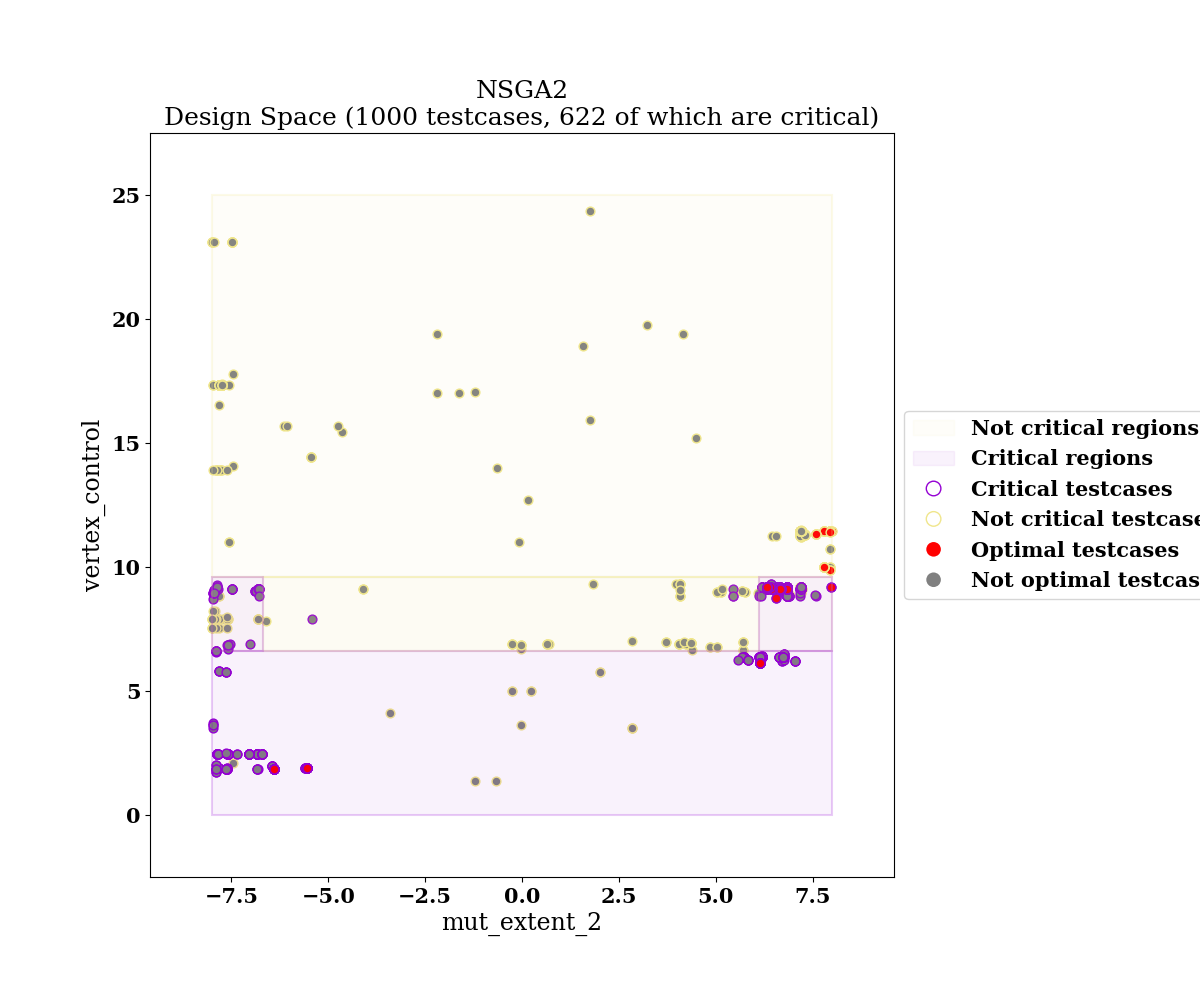 NSGA2
Design Space (1000 testcases, 622 of which are critical)
25
20
15
10
5
0
vertex_control
−7.5 −5.0 −2.5 0.0 2.5 5.0 7.5
mut_extent_2
Not critical regions
Critical regions
Critical testcases
Not critical testcase
Optimal testcases
Not optimal testcas